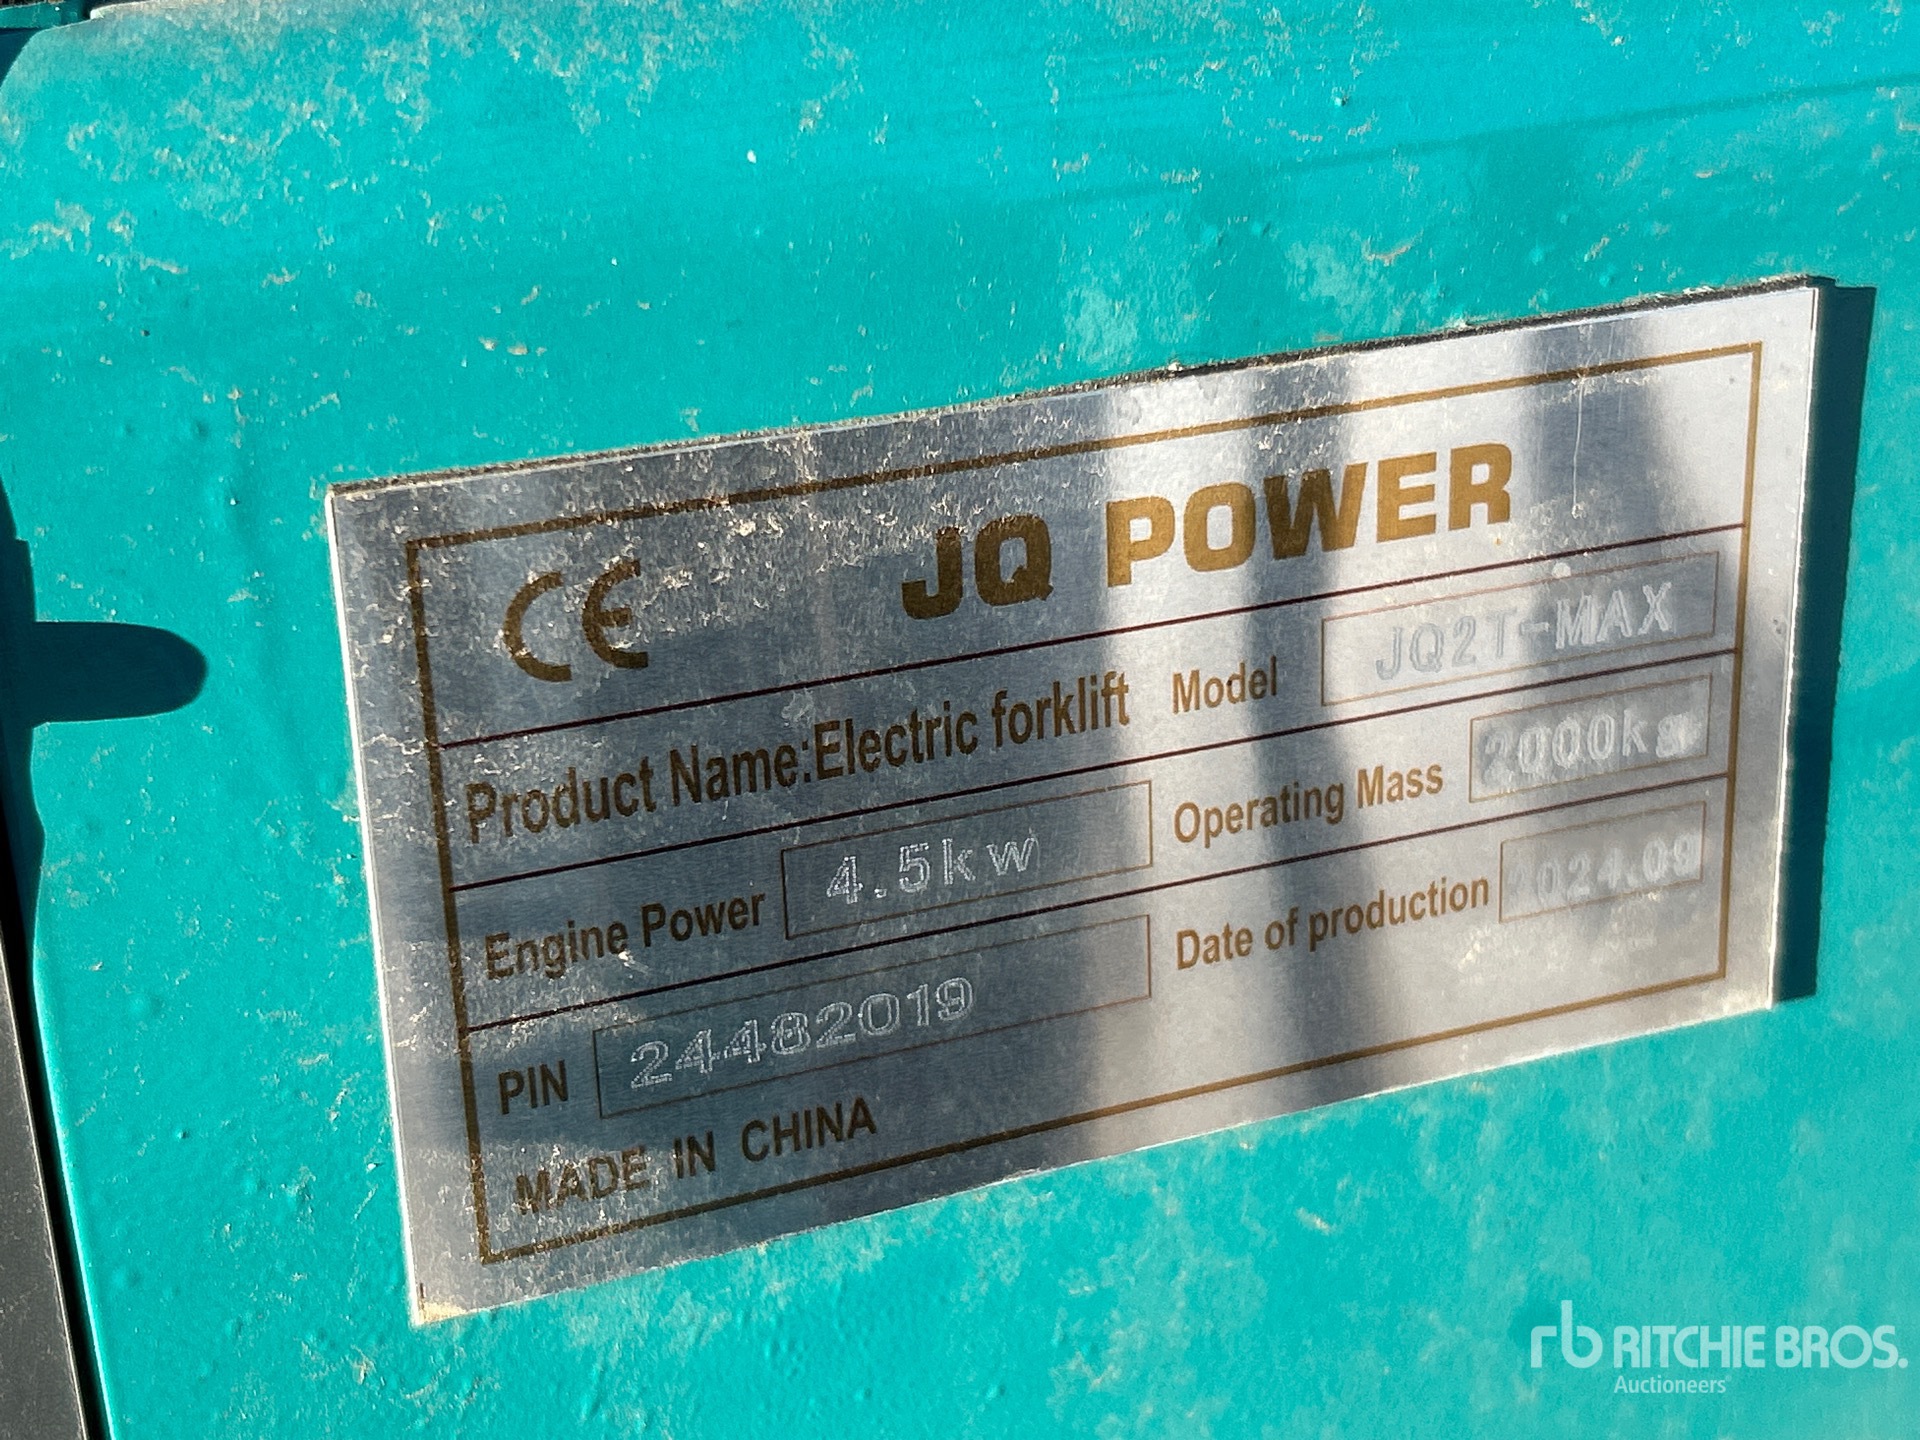 CE JQ POWER
Product Name:Electric forklift Model JQ2T-MAX
Engine Power 4.5kw Operating Mass 2000kg
PIN 24482019 Date of production 2024.09
MADE IN CHINA
rb RITCHIE BROS.
Auctioneers